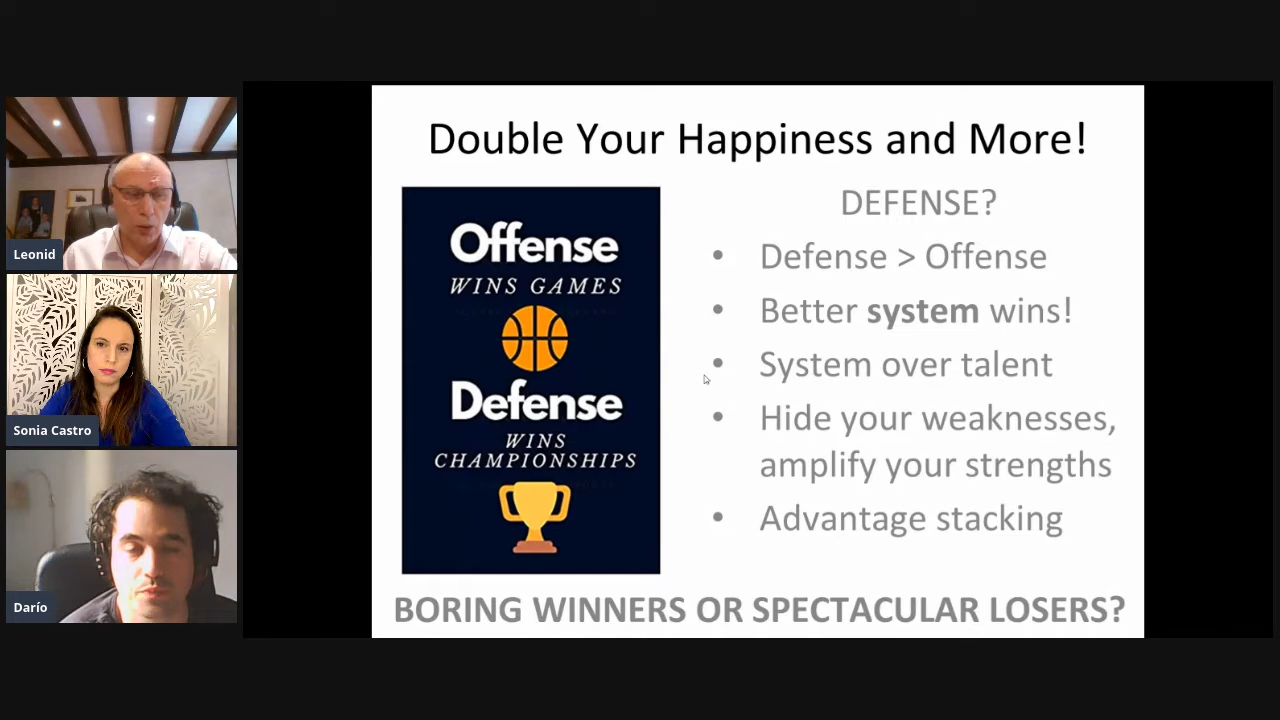 Double Your Happiness and More!
Offense
WINS GAMES
Defense
WINS
CHAMPIONSHIPS
DEFENSE?
• Defense > Offense
• Better system wins!
• System over talent
• Hide your weaknesses,
amplify your strengths
• Advantage stacking
BORING WINNERS OR SPECTACULAR LOSERS?
Leonid
Sonia Castro
Darío